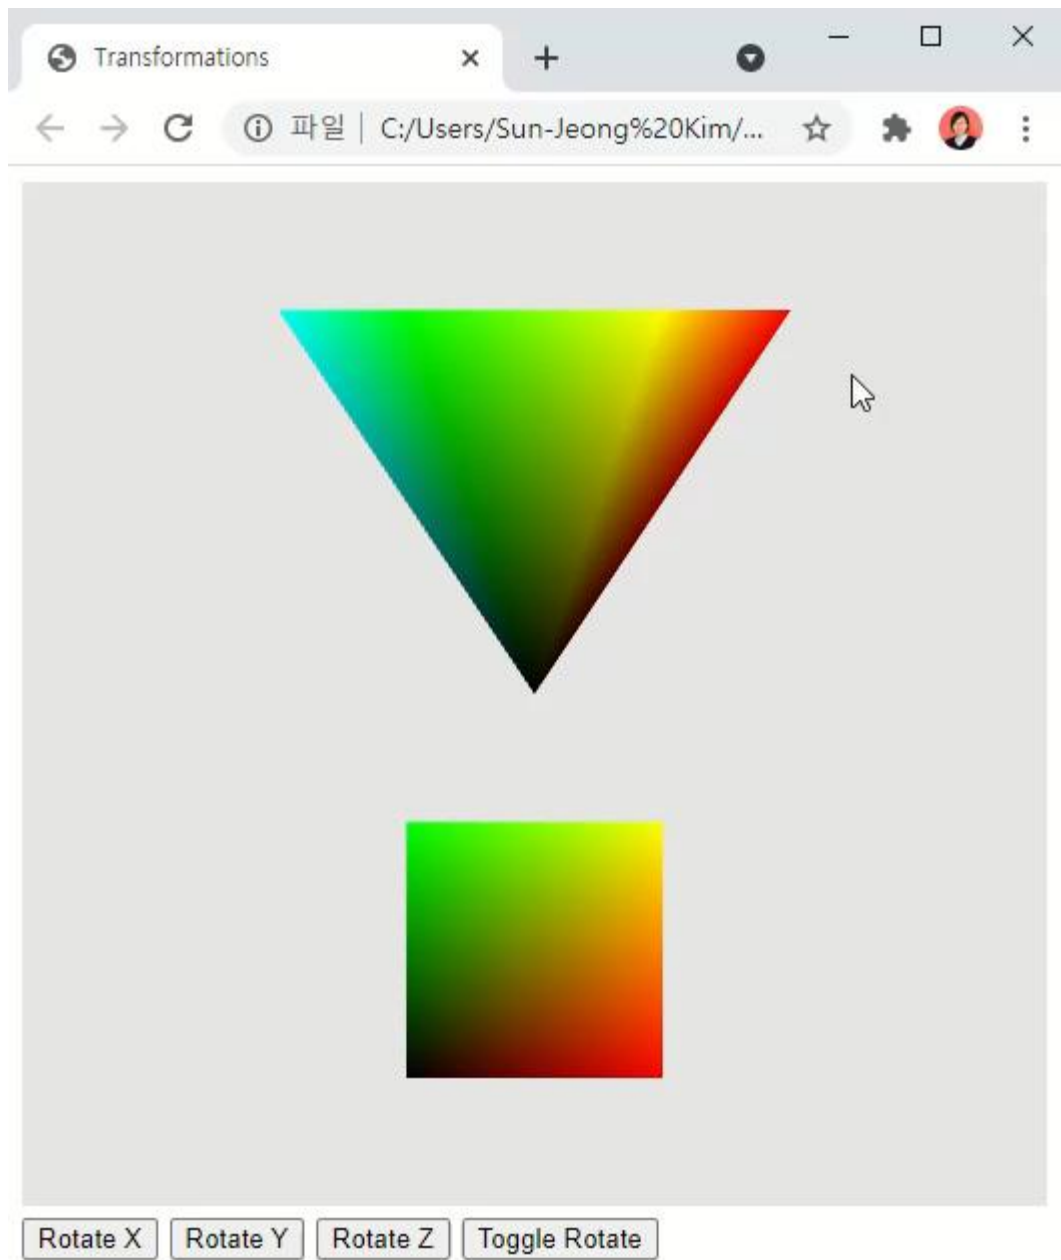 Transformations
파일 C:/Users/Sun-Jeong%20Kim/...
Rotate X Rotate Y Rotate Z Toggle Rotate